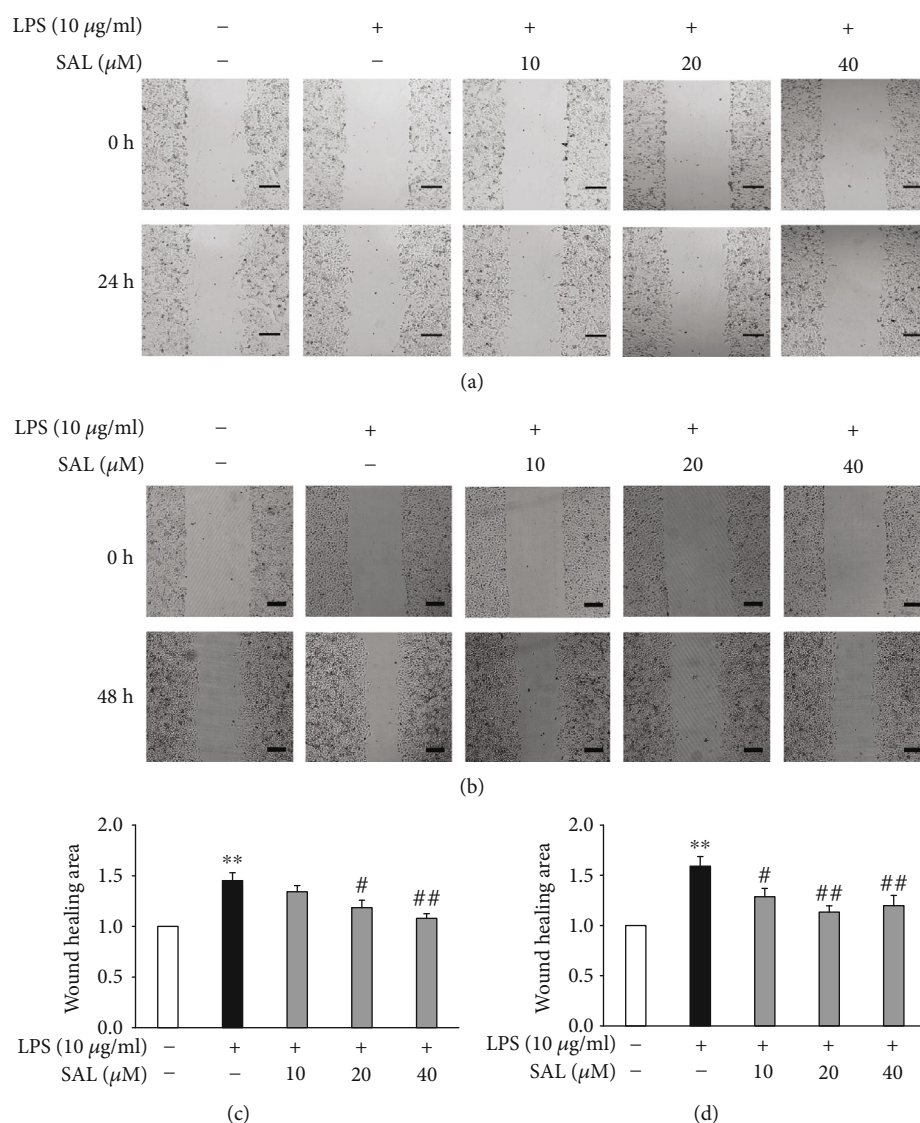 LPS (10 μg/ml) − + + + +
SAL (μM) − − 10 20 40
0 h
24 h
(a)
LPS (10 μg/ml) − + + + +
SAL (μM) − − 10 20 40
0 h
48 h
(b)
Wound healing area
2.0
1.5
1.0
0.5
0.0
** # ##
LPS (10 μg/ml) − + + + +
SAL (μM) − − 10 20 40
(c)
Wound healing area
2.0
1.5
1.0
0.5
0.0
** # ## ##
LPS (10 μg/ml) − + + + +
SAL (μM) − − 10 20 40
(d)